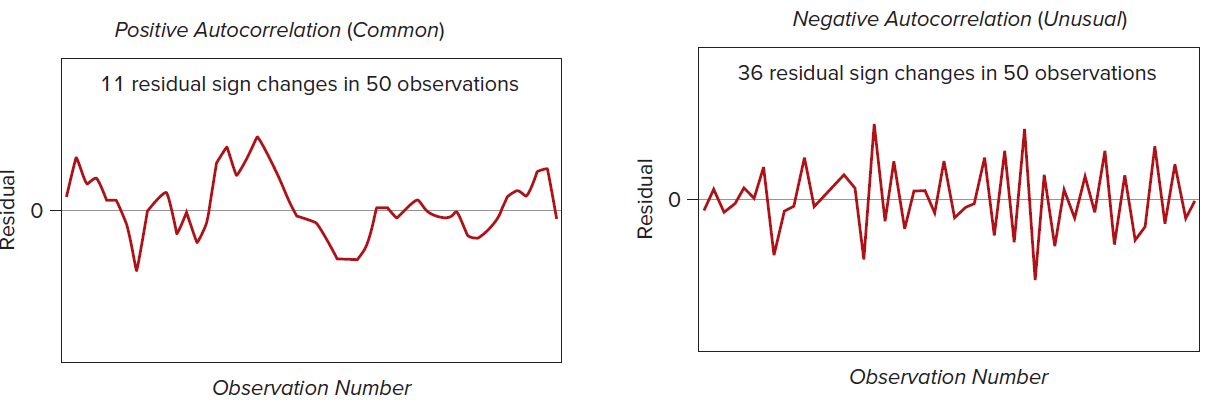 Positive Autocorrelation (Common)
11 residual sign changes in 50 observations
Residual
0
Observation Number
Negative Autocorrelation (Unusual)
36 residual sign changes in 50 observations
Residual
0
Observation Number